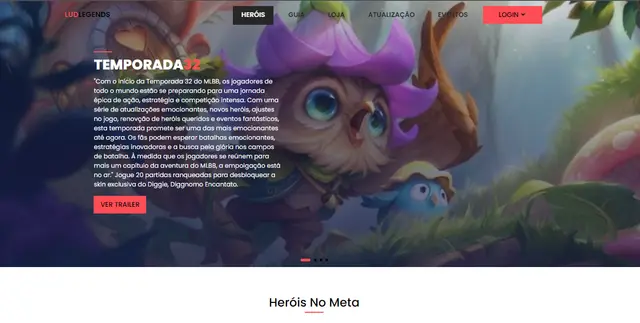 LUDLEGENDS HERÓIS GUIA LOJA ATUALIZAÇÃO EVENTOS LOGIN
TEMPORADA32
"Com o início da Temporada 32 do MLBB, os jogadores de
todo o mundo estão se preparando para uma jornada
épica de ação, estratégia e competição intensa. Com uma
série de atualizações emocionantes, novos heróis, ajustes
no jogo, renovação de heróis queridos e eventos fantásticos,
esta temporada promete ser uma das mais emocionantes
até agora. Os fãs podem esperar batalhas emocionantes,
estratégias inovadoras e a busca pela glória nos campos
de batalha. À medida que os jogadores se reúnem para
mais um capítulo da aventura do MLBB, a empolgação está
no ar." Jogue 20 partidas ranqueadas para desbloquear a
skin exclusiva do Diggie, Diggnomo Encantato.
VER TRAILER
Heróis No Meta